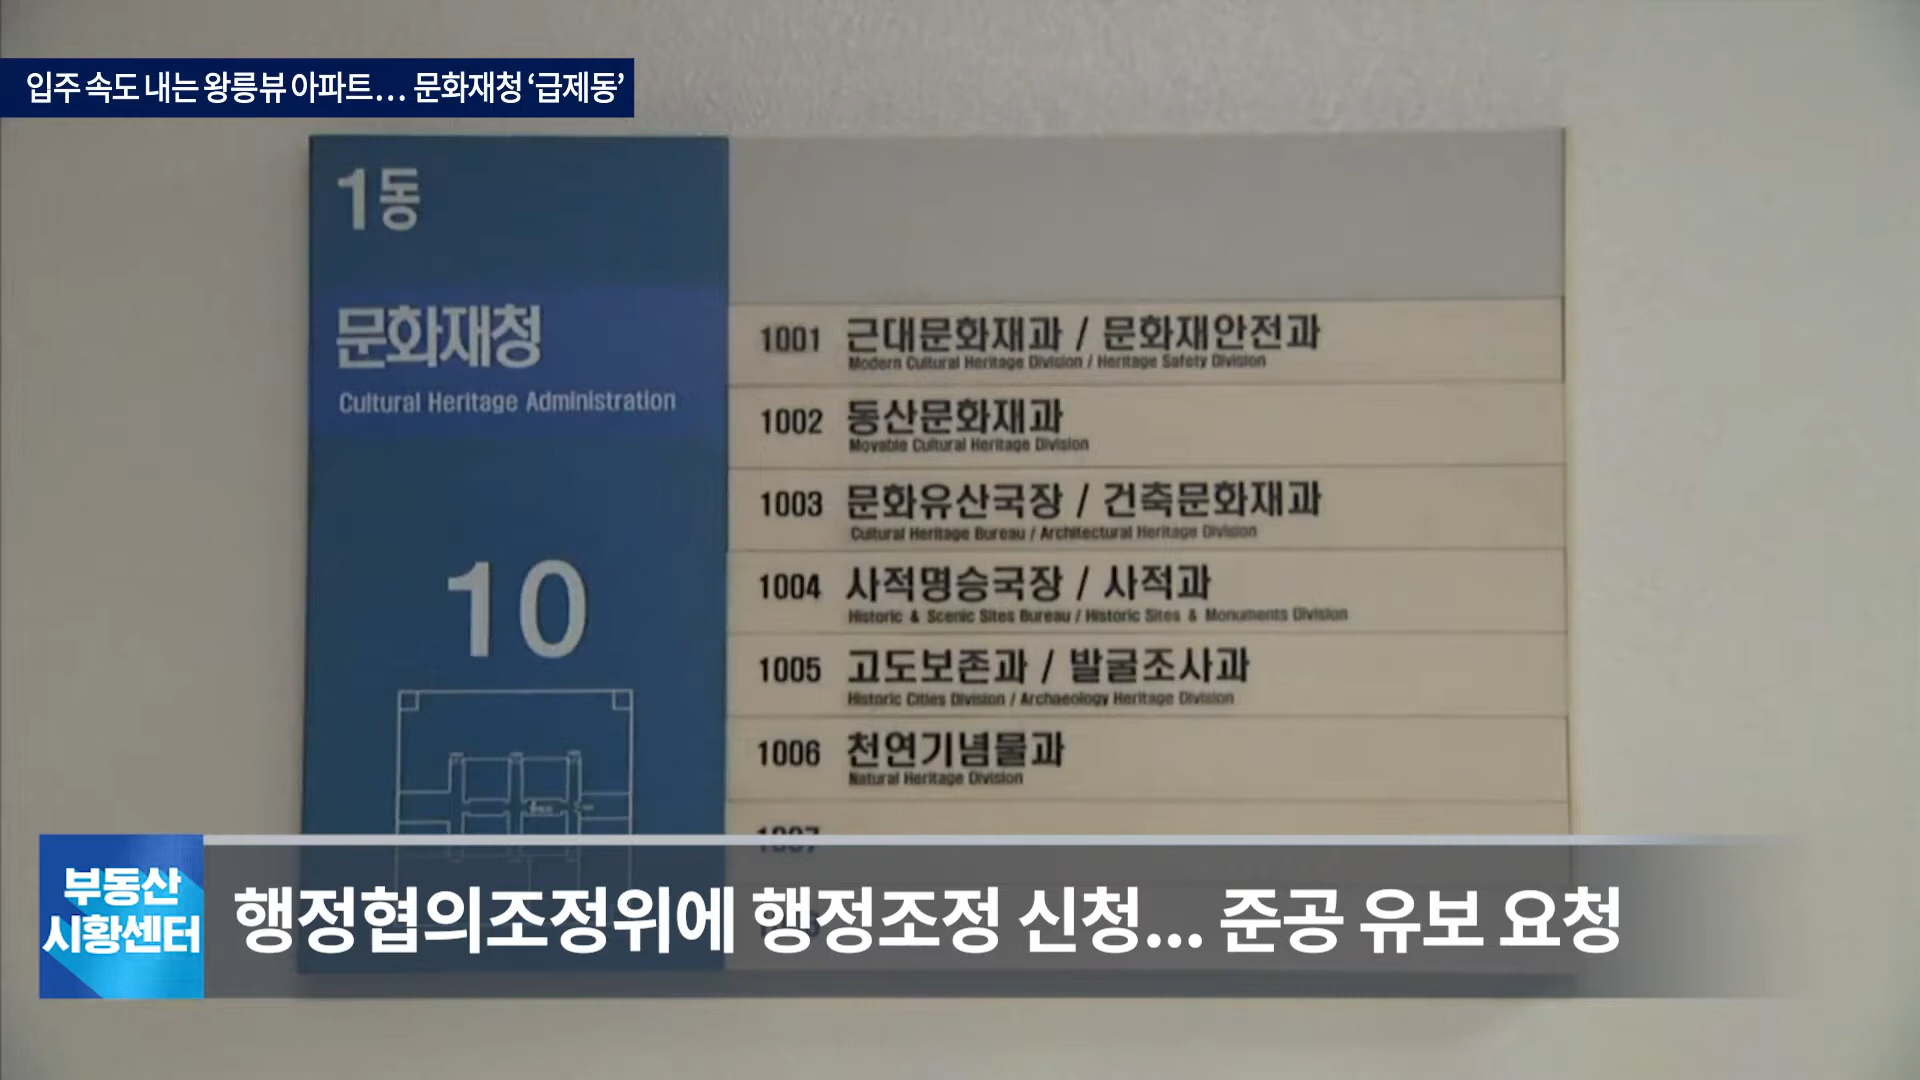 입주 속도 내는 왕릉뷰 아파트... 문화재청 ‘급제동’
1동
문화재청
Cultural Heritage Administration
10
1001 근대문화재과 / 문화재안전과
Modern Cultural Heritage Division / Heritage Safety Division
1002 동산문화재과
Movable Cultural Heritage Division
1003 문화유산국장 / 건축문화재과
Cultural Heritage Bureau / Architectural Heritage Division
1004 사적명승국장 / 사적과
Historic & Scenic Sites Bureau / Historic Sites & Monuments Division
1005 고도보존과 / 발굴조사과
Historic Cities Division / Archaeology Heritage Division
1006 천연기념물과
Natural Heritage Division
1007
부동산
시황센터
행정협의조정위에 행정조정 신청... 준공 유보 요청